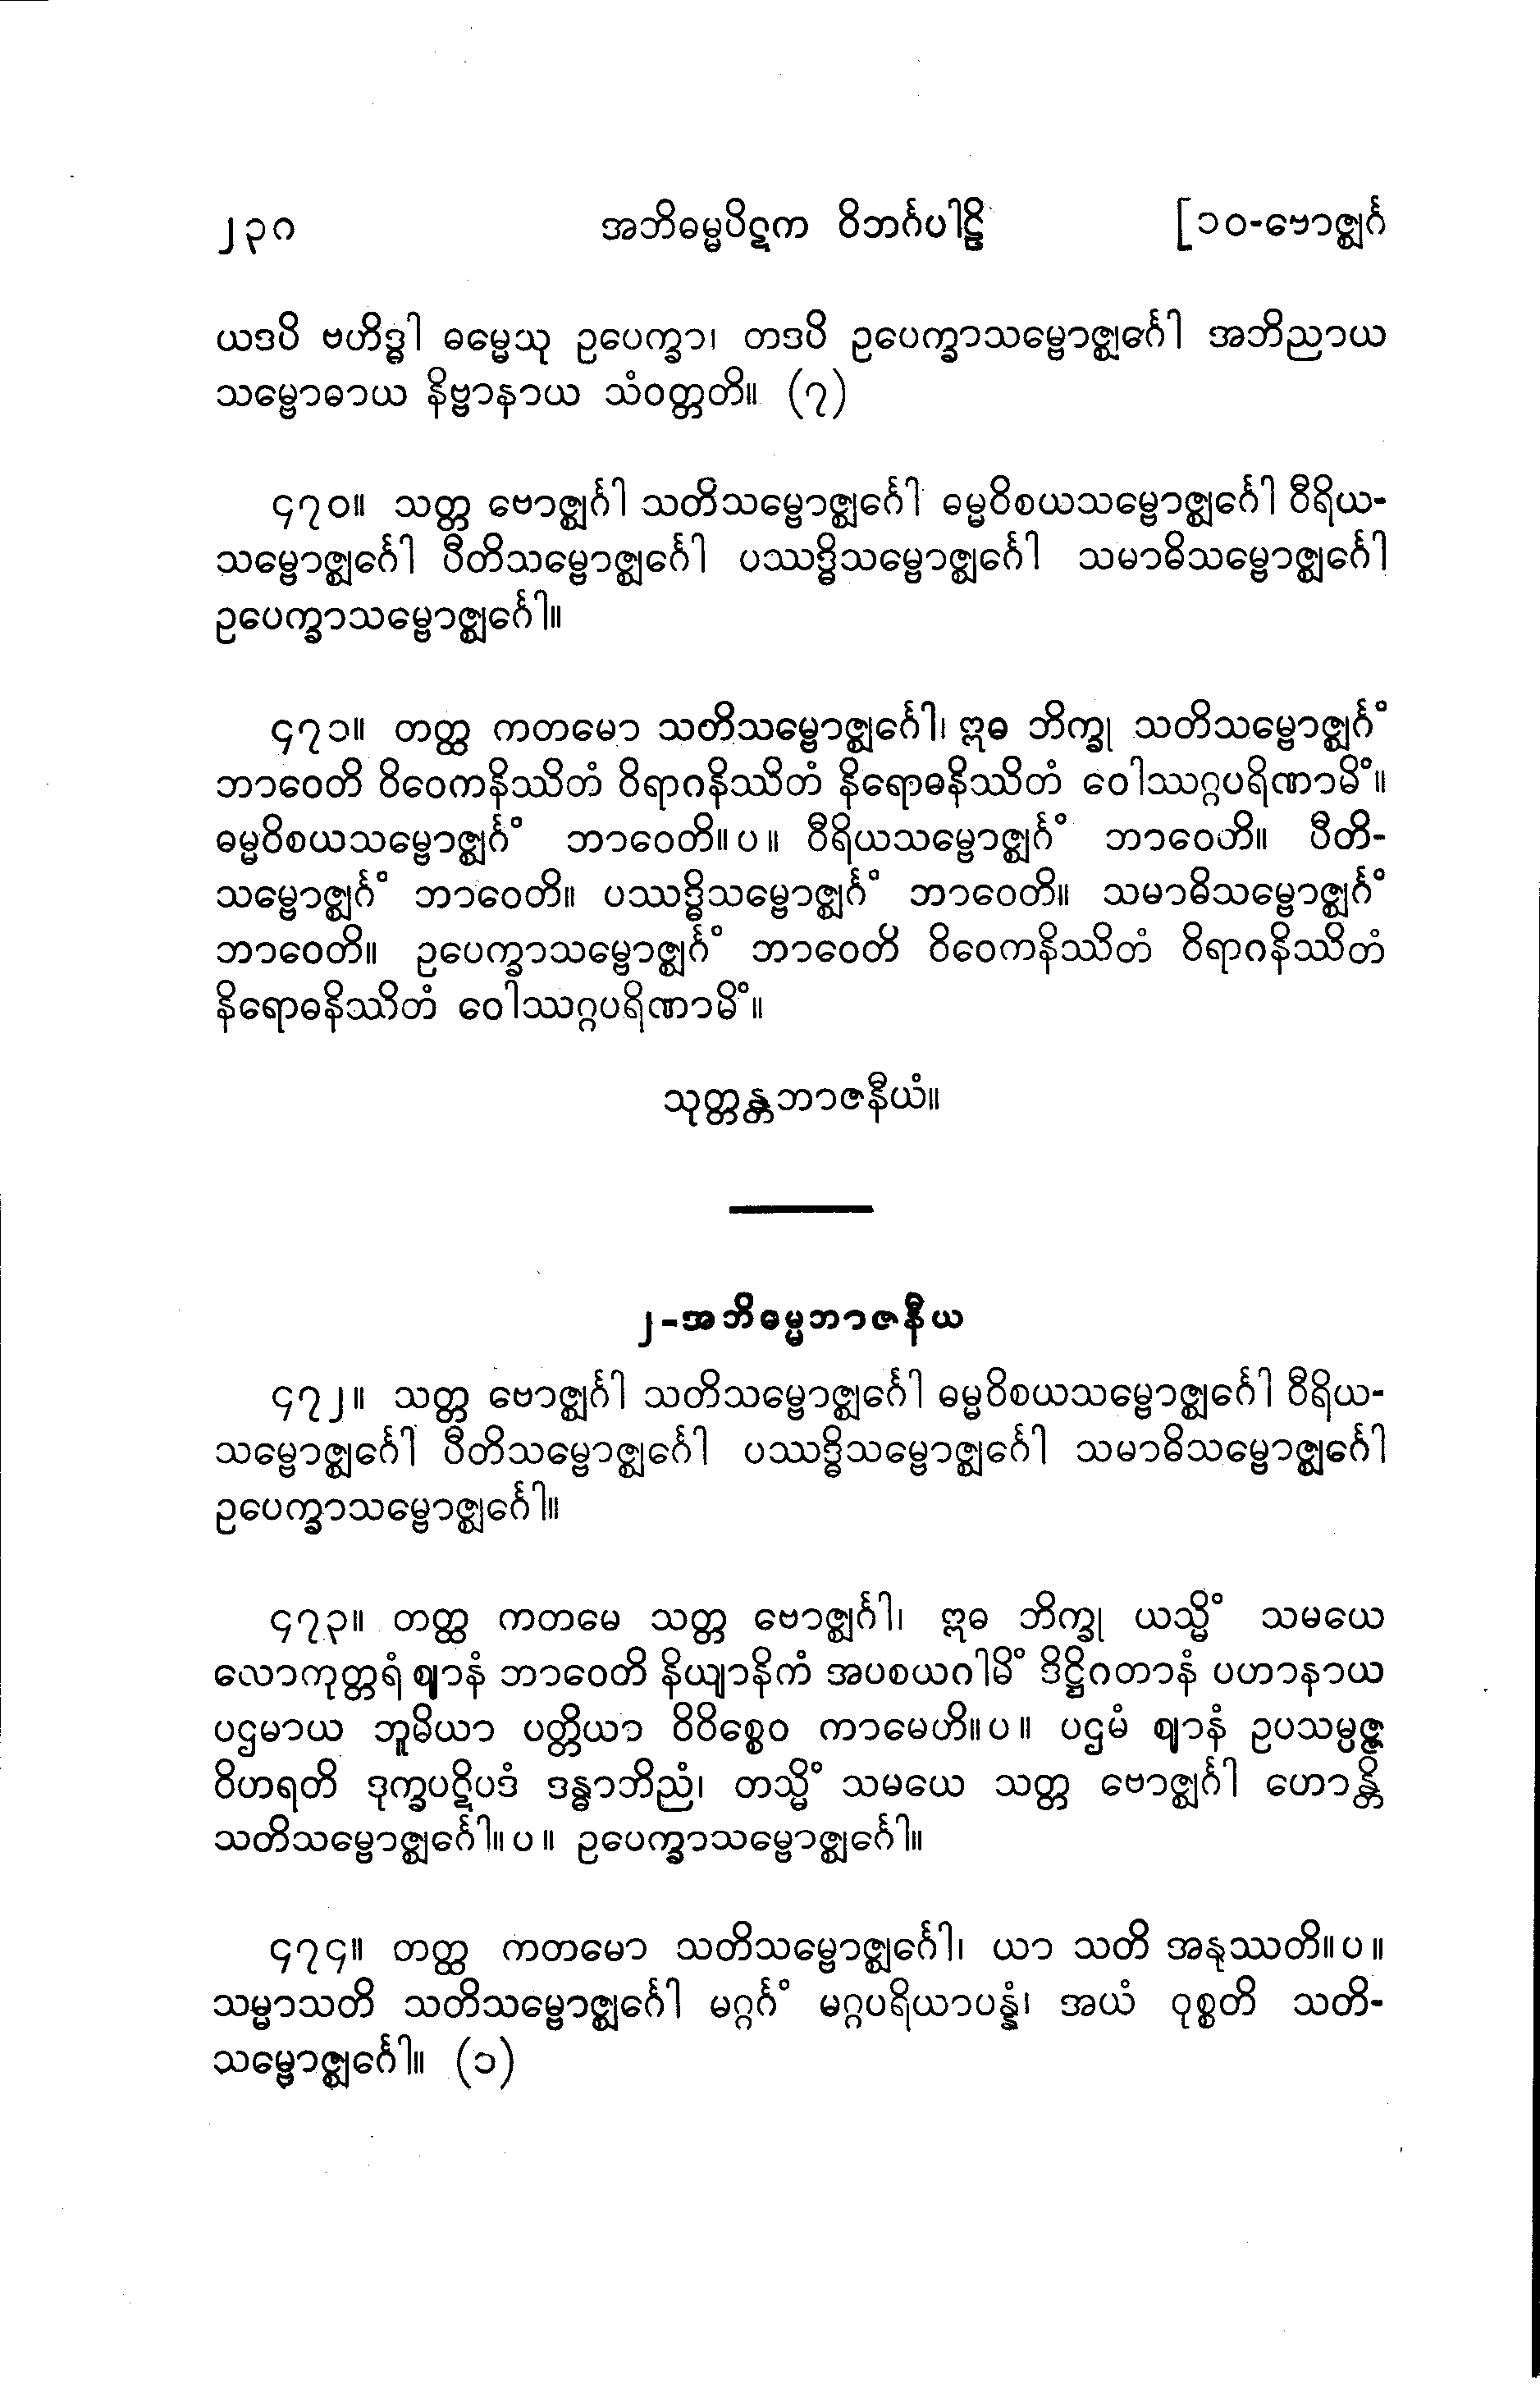 ၂၃၈ အဘိဓမ္မပိဋက ဝိဘင်္ဂပါဠိ [၁၀-ဗောဇ္ဈင်္ဂ
ယဒပိ ဗဟိဒ္ဓါ ဓမ္မေသု ဥပေက္ခာ၊ တဒပိ ဥပေက္ခာသမ္ဗောဇ္ဈင်္ဂေါ အဘိညာယ
သမ္ဗောဓာယ နိဗ္ဗာနာယ သံဝတ္တတိ။ (၇)
၄၇၀။ သတ္တ ဗောဇ္ဈင်္ဂါ သတိသမ္ဗောဇ္ဈင်္ဂေါ ဓမ္မဝိစယသမ္ဗောဇ္ဈင်္ဂေါ ဝီရိယ-
သမ္ဗောဇ္ဈင်္ဂေါ ပီတိသမ္ဗောဇ္ဈင်္ဂေါ ပဿဒ္ဓိသမ္ဗောဇ္ဈင်္ဂေါ သမာဓိသမ္ဗောဇ္ဈင်္ဂေါ
ဥပေက္ခာသမ္ဗောဇ္ဈင်္ဂေါ။
၄၇၁။ တတ္ထ ကတမော သတိသမ္ဗောဇ္ဈင်္ဂေါ၊ ဣဓ ဘိက္ခု သတိသမ္ဗောဇ္ဈင်္ဂံ
ဘာဝေတိ ဝိဝေကနိဿိတံ ဝိရာဂနိဿိတံ နိရောဓနိဿိတံ ဝေါဿဂ္ဂပရိဏာမိံ။
ဓမ္မဝိစယသမ္ဗောဇ္ဈင်္ဂံ ဘာဝေတိ။ပ။ ဝီရိယသမ္ဗောဇ္ဈင်္ဂံ ဘာဝေတိ။ ပီတိ-
သမ္ဗောဇ္ဈင်္ဂံ ဘာဝေတိ။ ပဿဒ္ဓိသမ္ဗောဇ္ဈင်္ဂံ ဘာဝေတိ။ သမာဓိသမ္ဗောဇ္ဈင်္ဂံ
ဘာဝေတိ။ ဥပေက္ခာသမ္ဗောဇ္ဈင်္ဂံ ဘာဝေတိ ဝိဝေကနိဿိတံ ဝိရာဂနိဿိတံ
နိရောဓနိဿိတံ ဝေါဿဂ္ဂပရိဏာမိံ။
သုတ္တန္တဘာဇနီယံ။
၂-အဘိဓမ္မဘာဇနီယ
၄၇၂။ သတ္တ ဗောဇ္ဈင်္ဂါ သတိသမ္ဗောဇ္ဈင်္ဂေါ ဓမ္မဝိစယသမ္ဗောဇ္ဈင်္ဂေါ ဝီရိယ-
သမ္ဗောဇ္ဈင်္ဂေါ ပီတိသမ္ဗောဇ္ဈင်္ဂေါ ပဿဒ္ဓိသမ္ဗောဇ္ဈင်္ဂေါ သမာဓိသမ္ဗောဇ္ဈင်္ဂေါ
ဥပေက္ခာသမ္ဗောဇ္ဈင်္ဂေါ။
၄၇၃။ တတ္ထ ကတမေ သတ္တ ဗောဇ္ဈင်္ဂါ၊ ဣဓ ဘိက္ခု ယသ္မိံ သမယေ
လောကုတ္တရံ ဈာနံ ဘာဝေတိ နိယျာနိကံ အပစယဂါမိံ ဒိဋ္ဌိဂတာနံ ပဟာနာယ
ပဌမာယ ဘူမိယာ ပတ္တိယာ ဝိဝိစ္စေဝ ကာမေဟိ။ပ။ ပဌမံ ဈာနံ ဥပသမ္ပဇ္ဇ
ဝိဟရတိ ဒုက္ခပဋိပဒံ ဒန္ဓာဘိညံ၊ တသ္မိံ သမယေ သတ္တ ဗောဇ္ဈင်္ဂါ ဟောန္တိ
သတိသမ္ဗောဇ္ဈင်္ဂေါ။ပ။ ဥပေက္ခာသမ္ဗောဇ္ဈင်္ဂေါ။
၄၇၄။ တတ္ထ ကတမော သတိသမ္ဗောဇ္ဈင်္ဂေါ၊ ယာ သတိ အနုဿတိ။ပ။
သမ္မာသတိ သတိသမ္ဗောဇ္ဈင်္ဂေါ မဂ္ဂင်္ဂံ မဂ္ဂပရိယာပန္နံ၊ အယံ ဝုစ္စတိ သတိ-
သမ္ဗောဇ္ဈင်္ဂေါ။ (၁)